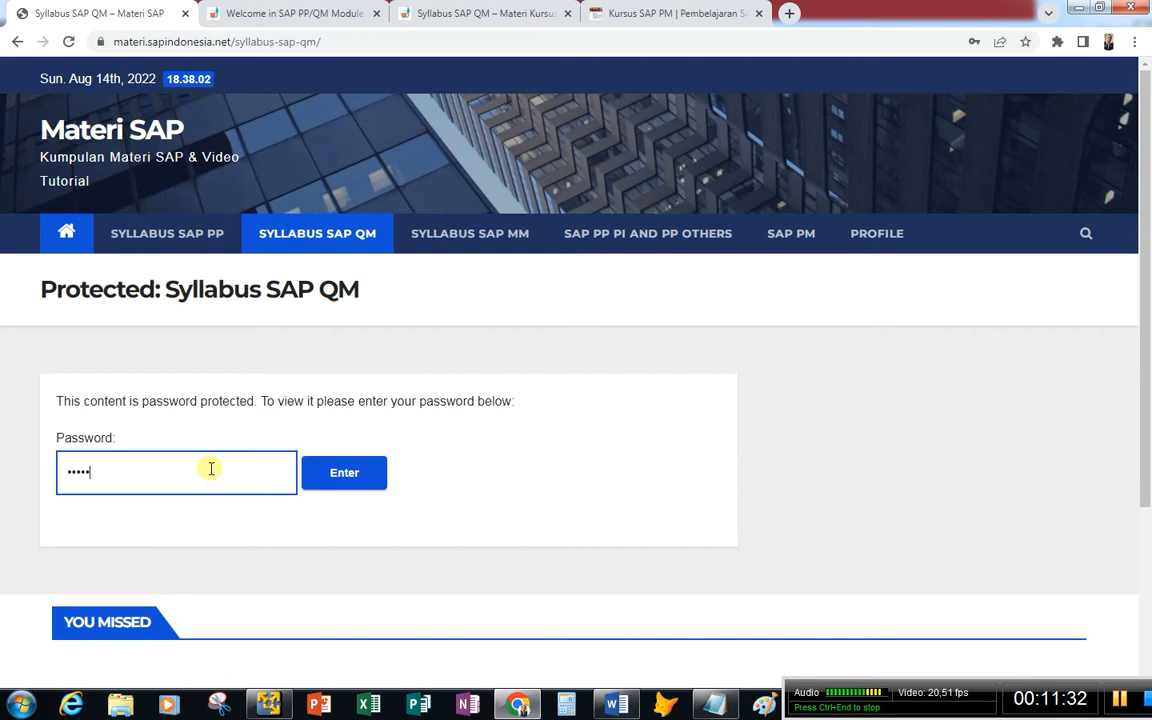 Syllabus SAP QM – Materi SAP
Welcome in SAP PP/QM Module
Syllabus SAP QM – Materi Kursus
Kursus SAP PM | Pembelajaran SA
materi.sapindonesia.net/syllabus-sap-qm/
Sun. Aug 14th, 2022 18.38.02
Materi SAP
Kumpulan Materi SAP & Video
Tutorial
SYLLABUS SAP PP
SYLLABUS SAP QM
SYLLABUS SAP MM
SAP PP PI AND PP OTHERS
SAP PM
PROFILE
Protected: Syllabus SAP QM
This content is password protected. To view it please enter your password below:
Password:
•••••
Enter
YOU MISSED
Audio
Video: 20,51 fps
Press Ctrl+End to stop
00:11:32